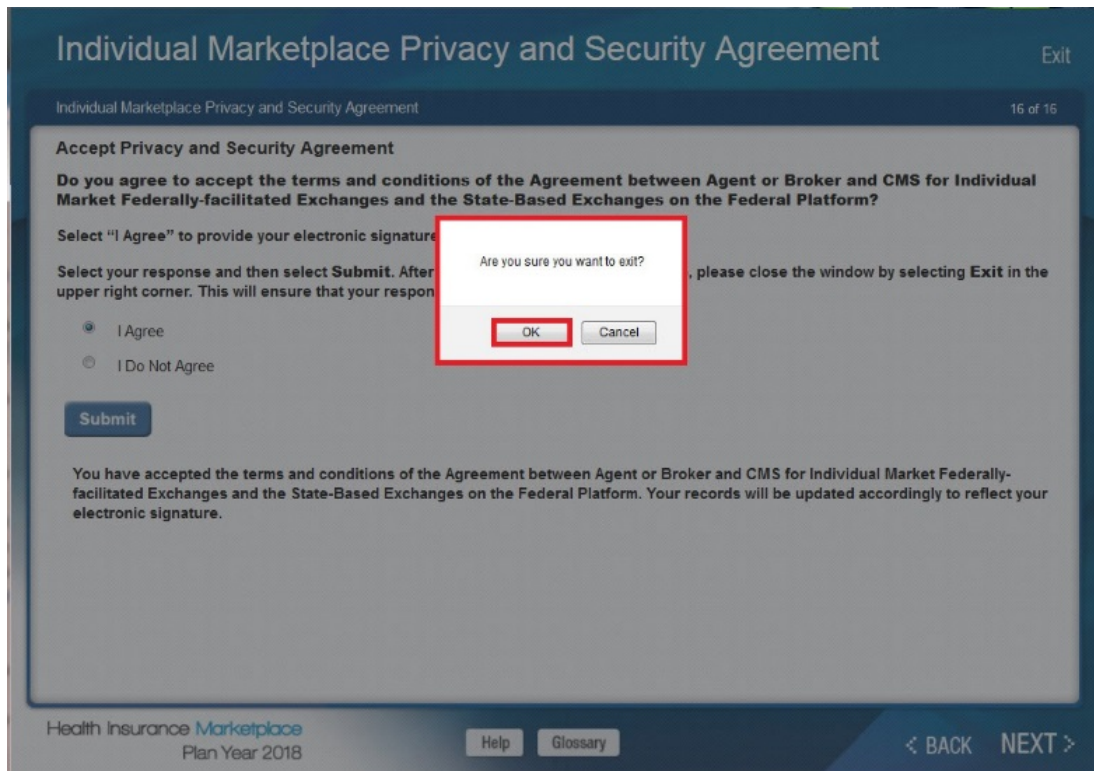 Individual Marketplace Privacy and Security Agreement
Exit
Individual Marketplace Privacy and Security Agreement
16 of 16
Accept Privacy and Security Agreement
Do you agree to accept the terms and conditions of the Agreement between Agent or Broker and CMS for Individual
Market Federally-facilitated Exchanges and the State-Based Exchanges on the Federal Platform?
Select “I Agree” to provide your electronic signature
Select your response and then select Submit. After , please close the window by selecting Exit in the
upper right corner. This will ensure that your respon
Are you sure you want to exit?
OK
Cancel
I Agree
I Do Not Agree
Submit
You have accepted the terms and conditions of the Agreement between Agent or Broker and CMS for Individual Market Federally-
facilitated Exchanges and the State-Based Exchanges on the Federal Platform. Your records will be updated accordingly to reflect your
electronic signature.
Health Insurance Marketplace
Plan Year 2018
Help
Glossary
< BACK
NEXT >